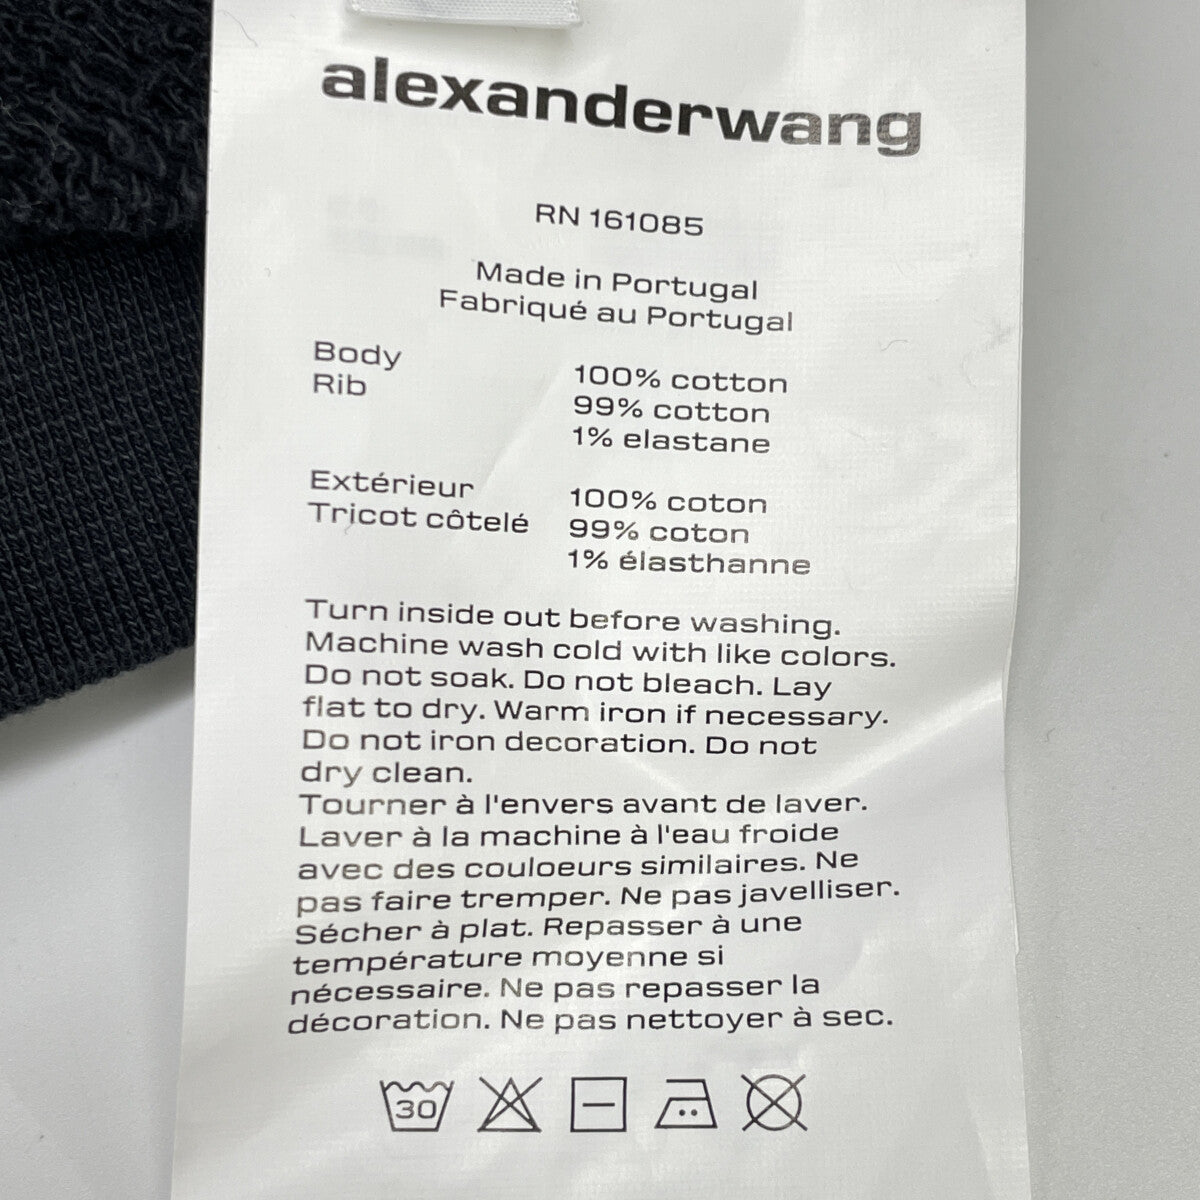 alexanderwang
RN 161085
Made in Portugal
Fabriqué au Portugal
Body 100% cotton
Rib 99% cotton
1% elastane
Extérieur 100% coton
Tricot côtelé 99% coton
1% élasthanne
Turn inside out before washing.
Machine wash cold with like colors.
Do not soak. Do not bleach. Lay
flat to dry. Warm iron if necessary.
Do not iron decoration. Do not
dry clean.
Tourner à l'envers avant de laver.
Laver à la machine à l'eau froide
avec des couloeurs similaires. Ne
pas faire tremper. Ne pas javelliser.
Sécher à plat. Repasser à une
température moyenne si
nécessaire. Ne pas repasser la
décoration. Ne pas nettoyer à sec.
30